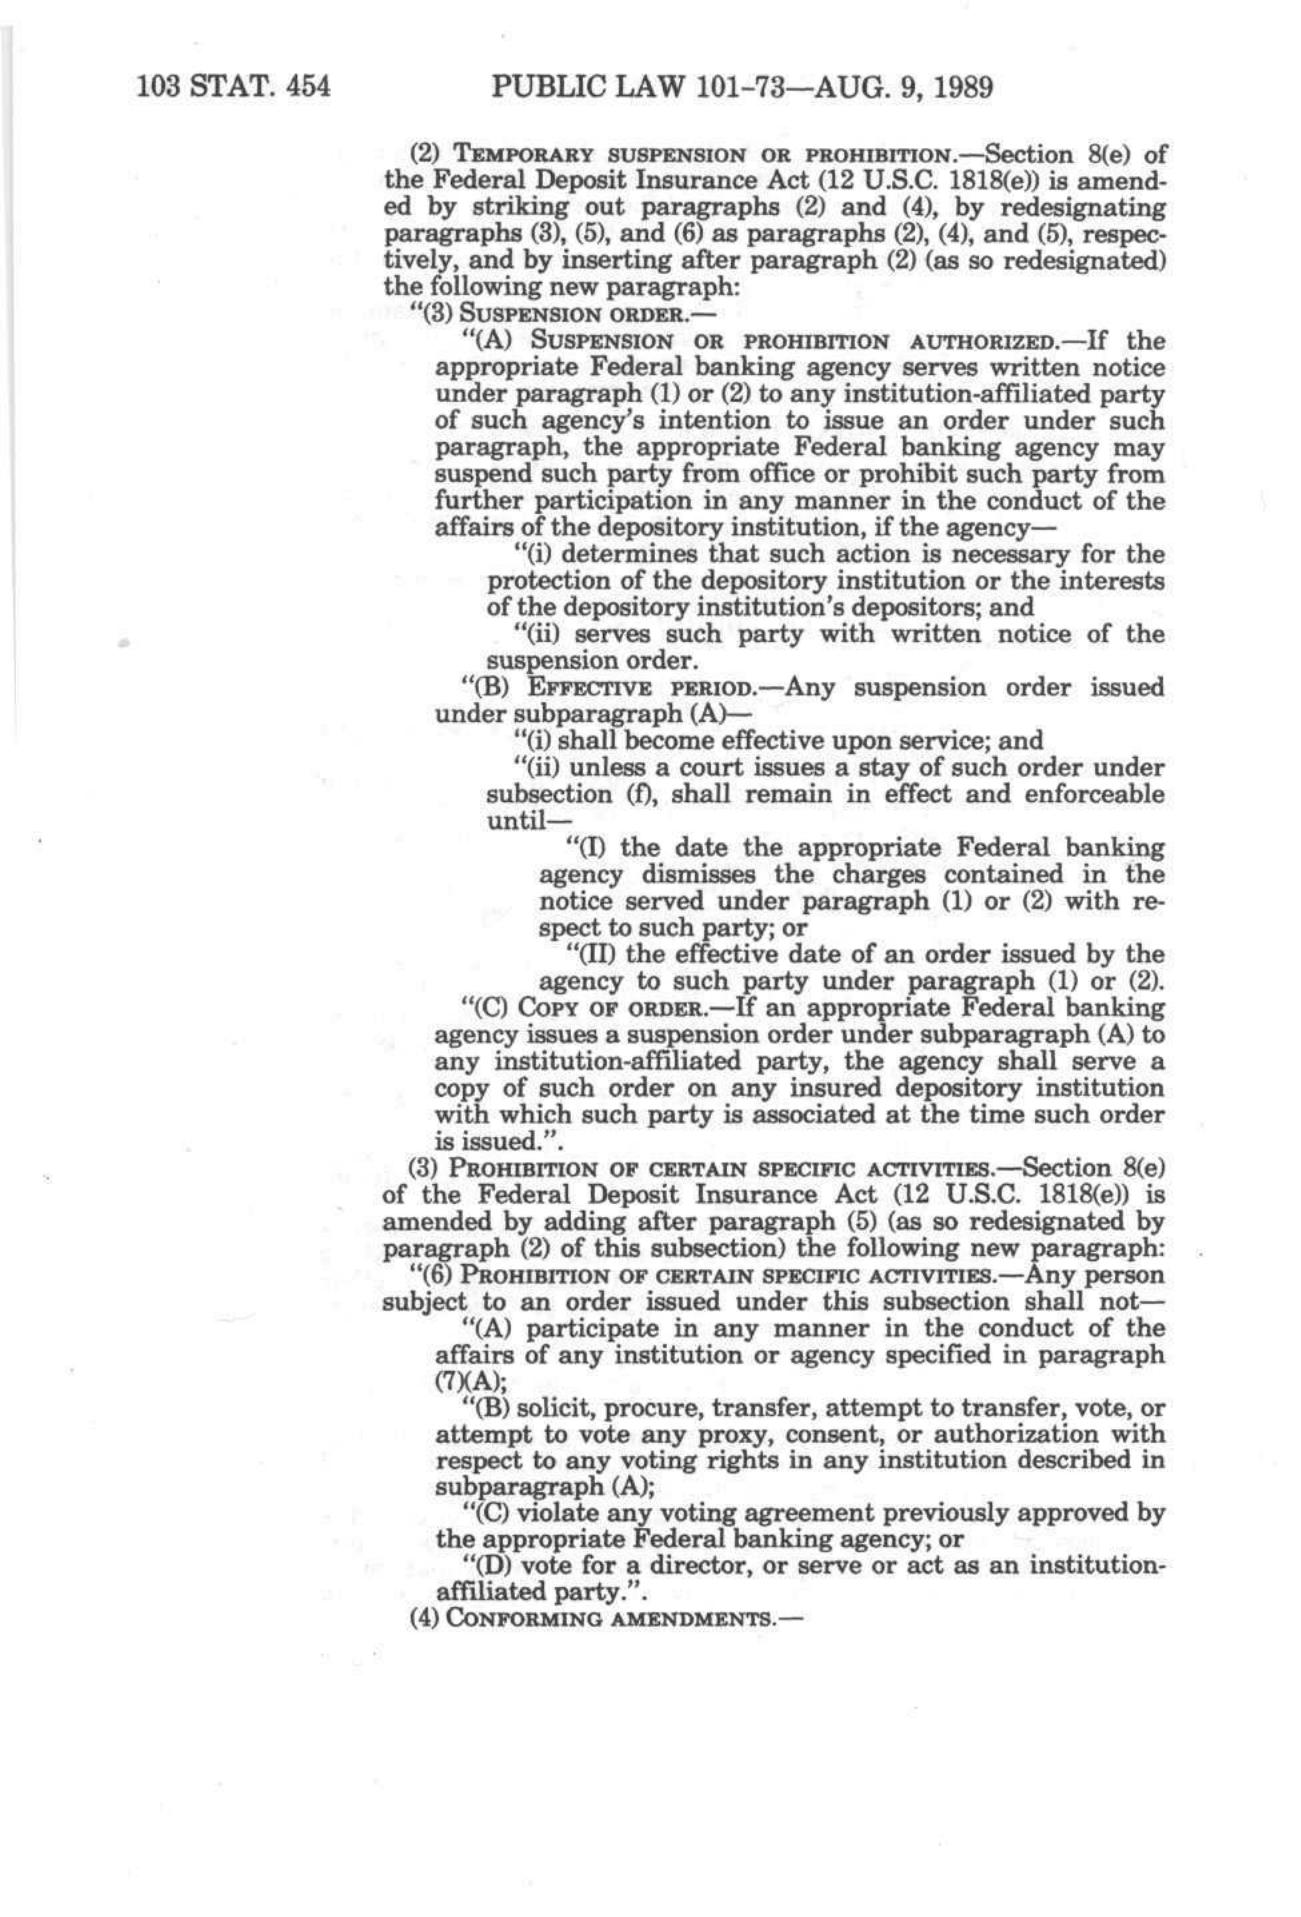 103 STAT. 454
PUBLIC LAW 101-73—AUG. 9, 1989
(2) TEMPORARY SUSPENSION OR PROHIBITION.—Section 8(e) of
the Federal Deposit Insurance Act (12 U.S.C. 1818(e)) is amend-
ed by striking out paragraphs (2) and (4), by redesignating
paragraphs (3), (5), and (6) as paragraphs (2), (4), and (5), respec-
tively, and by inserting after paragraph (2) (as so redesignated)
the following new paragraph:
“(3) SUSPENSION ORDER.—
“(A) SUSPENSION OR PROHIBITION AUTHORIZED.—If the
appropriate Federal banking agency serves written notice
under paragraph (1) or (2) to any institution-affiliated party
of such agency’s intention to issue an order under such
paragraph, the appropriate Federal banking agency may
suspend such party from office or prohibit such party from
further participation in any manner in the conduct of the
affairs of the depository institution, if the agency—
“(i) determines that such action is necessary for the
protection of the depository institution or the interests
of the depository institution’s depositors; and
“(ii) serves such party with written notice of the
suspension order.
“(B) EFFECTIVE PERIOD.—Any suspension order issued
under subparagraph (A)—
“(i) shall become effective upon service; and
“(ii) unless a court issues a stay of such order under
subsection (f), shall remain in effect and enforceable
until—
“(I) the date the appropriate Federal banking
agency dismisses the charges contained in the
notice served under paragraph (1) or (2) with re-
spect to such party; or
“(II) the effective date of an order issued by the
agency to such party under paragraph (1) or (2).
“(C) COPY OF ORDER.—If an appropriate Federal banking
agency issues a suspension order under subparagraph (A) to
any institution-affiliated party, the agency shall serve a
copy of such order on any insured depository institution
with which such party is associated at the time such order
is issued.”.
(3) PROHIBITION OF CERTAIN SPECIFIC ACTIVITIES.—Section 8(e)
of the Federal Deposit Insurance Act (12 U.S.C. 1818(e)) is
amended by adding after paragraph (5) (as so redesignated by
paragraph (2) of this subsection) the following new paragraph:
“(6) PROHIBITION OF CERTAIN SPECIFIC ACTIVITIES.—Any person
subject to an order issued under this subsection shall not—
“(A) participate in any manner in the conduct of the
affairs of any institution or agency specified in paragraph
(7)(A);
“(B) solicit, procure, transfer, attempt to transfer, vote, or
attempt to vote any proxy, consent, or authorization with
respect to any voting rights in any institution described in
subparagraph (A);
“(C) violate any voting agreement previously approved by
the appropriate Federal banking agency; or
“(D) vote for a director, or serve or act as an institution-
affiliated party.”.
(4) CONFORMING AMENDMENTS.—